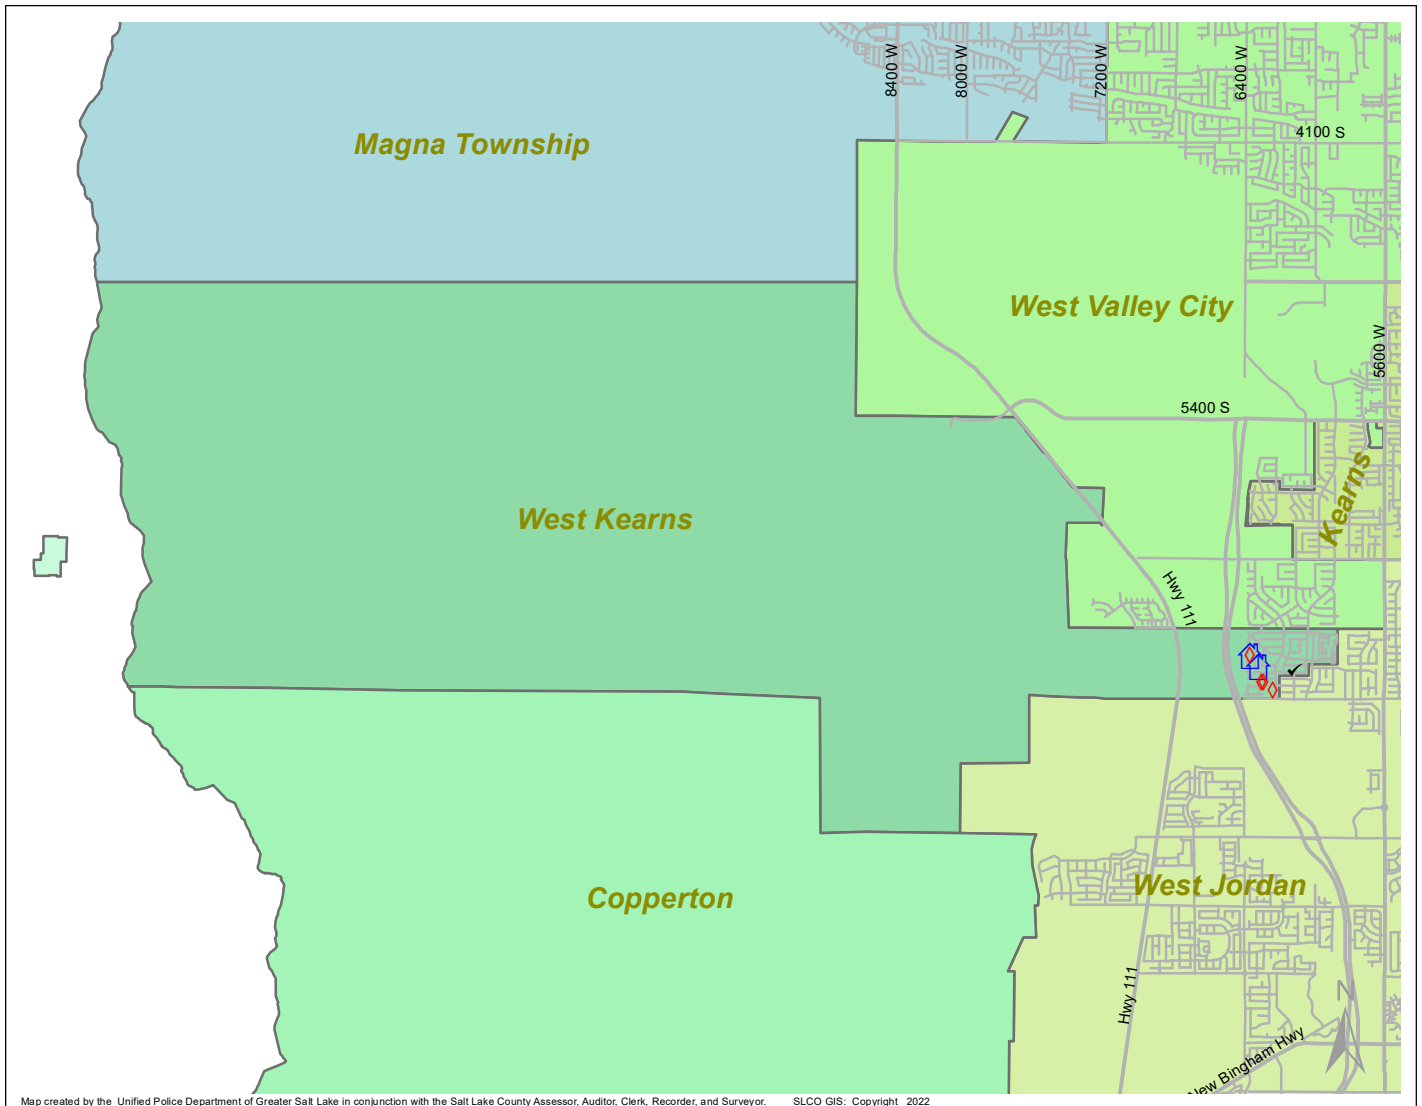 8400 W
8000 W
7200 W
6400 W
4100 S
Magna Township
West Valley City
5600 W
5400 S
Kearns
West Kearns
Hwy 111
Copperton
West Jordan
Hwy 111
N
New Bingham Hwy
Map created by the Unified Police Department of Greater Salt Lake in conjunction with the Salt Lake County Assessor, Auditor, Clerk, Recorder, and Surveyor. SLCO GIS: Copyright 2022